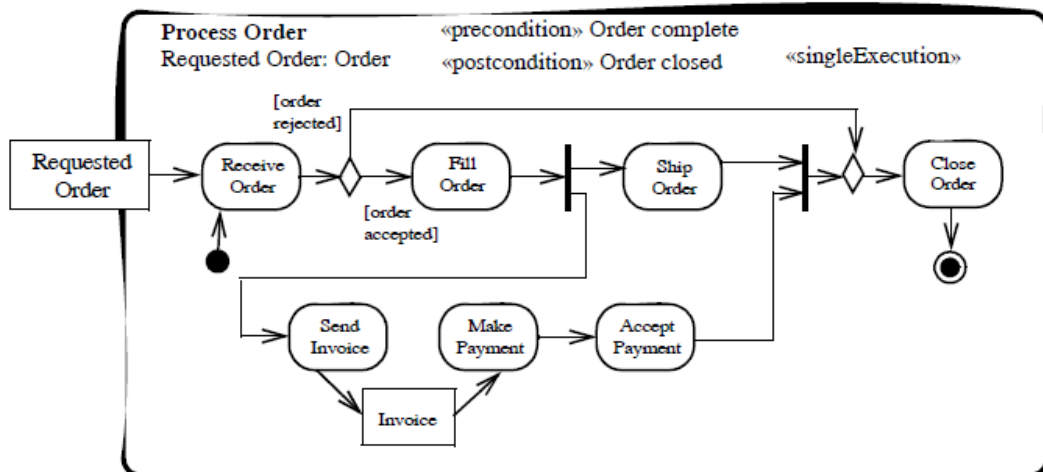 Process Order
«precondition» Order complete
Requested Order: Order
«postcondition» Order closed
«singleExecution»
[order
rejected]
Requested
Order
Receive
Order
Fill
Order
Ship
Order
Close
Order
[order
accepted]
Send
Invoice
Make
Payment
Accept
Payment
Invoice